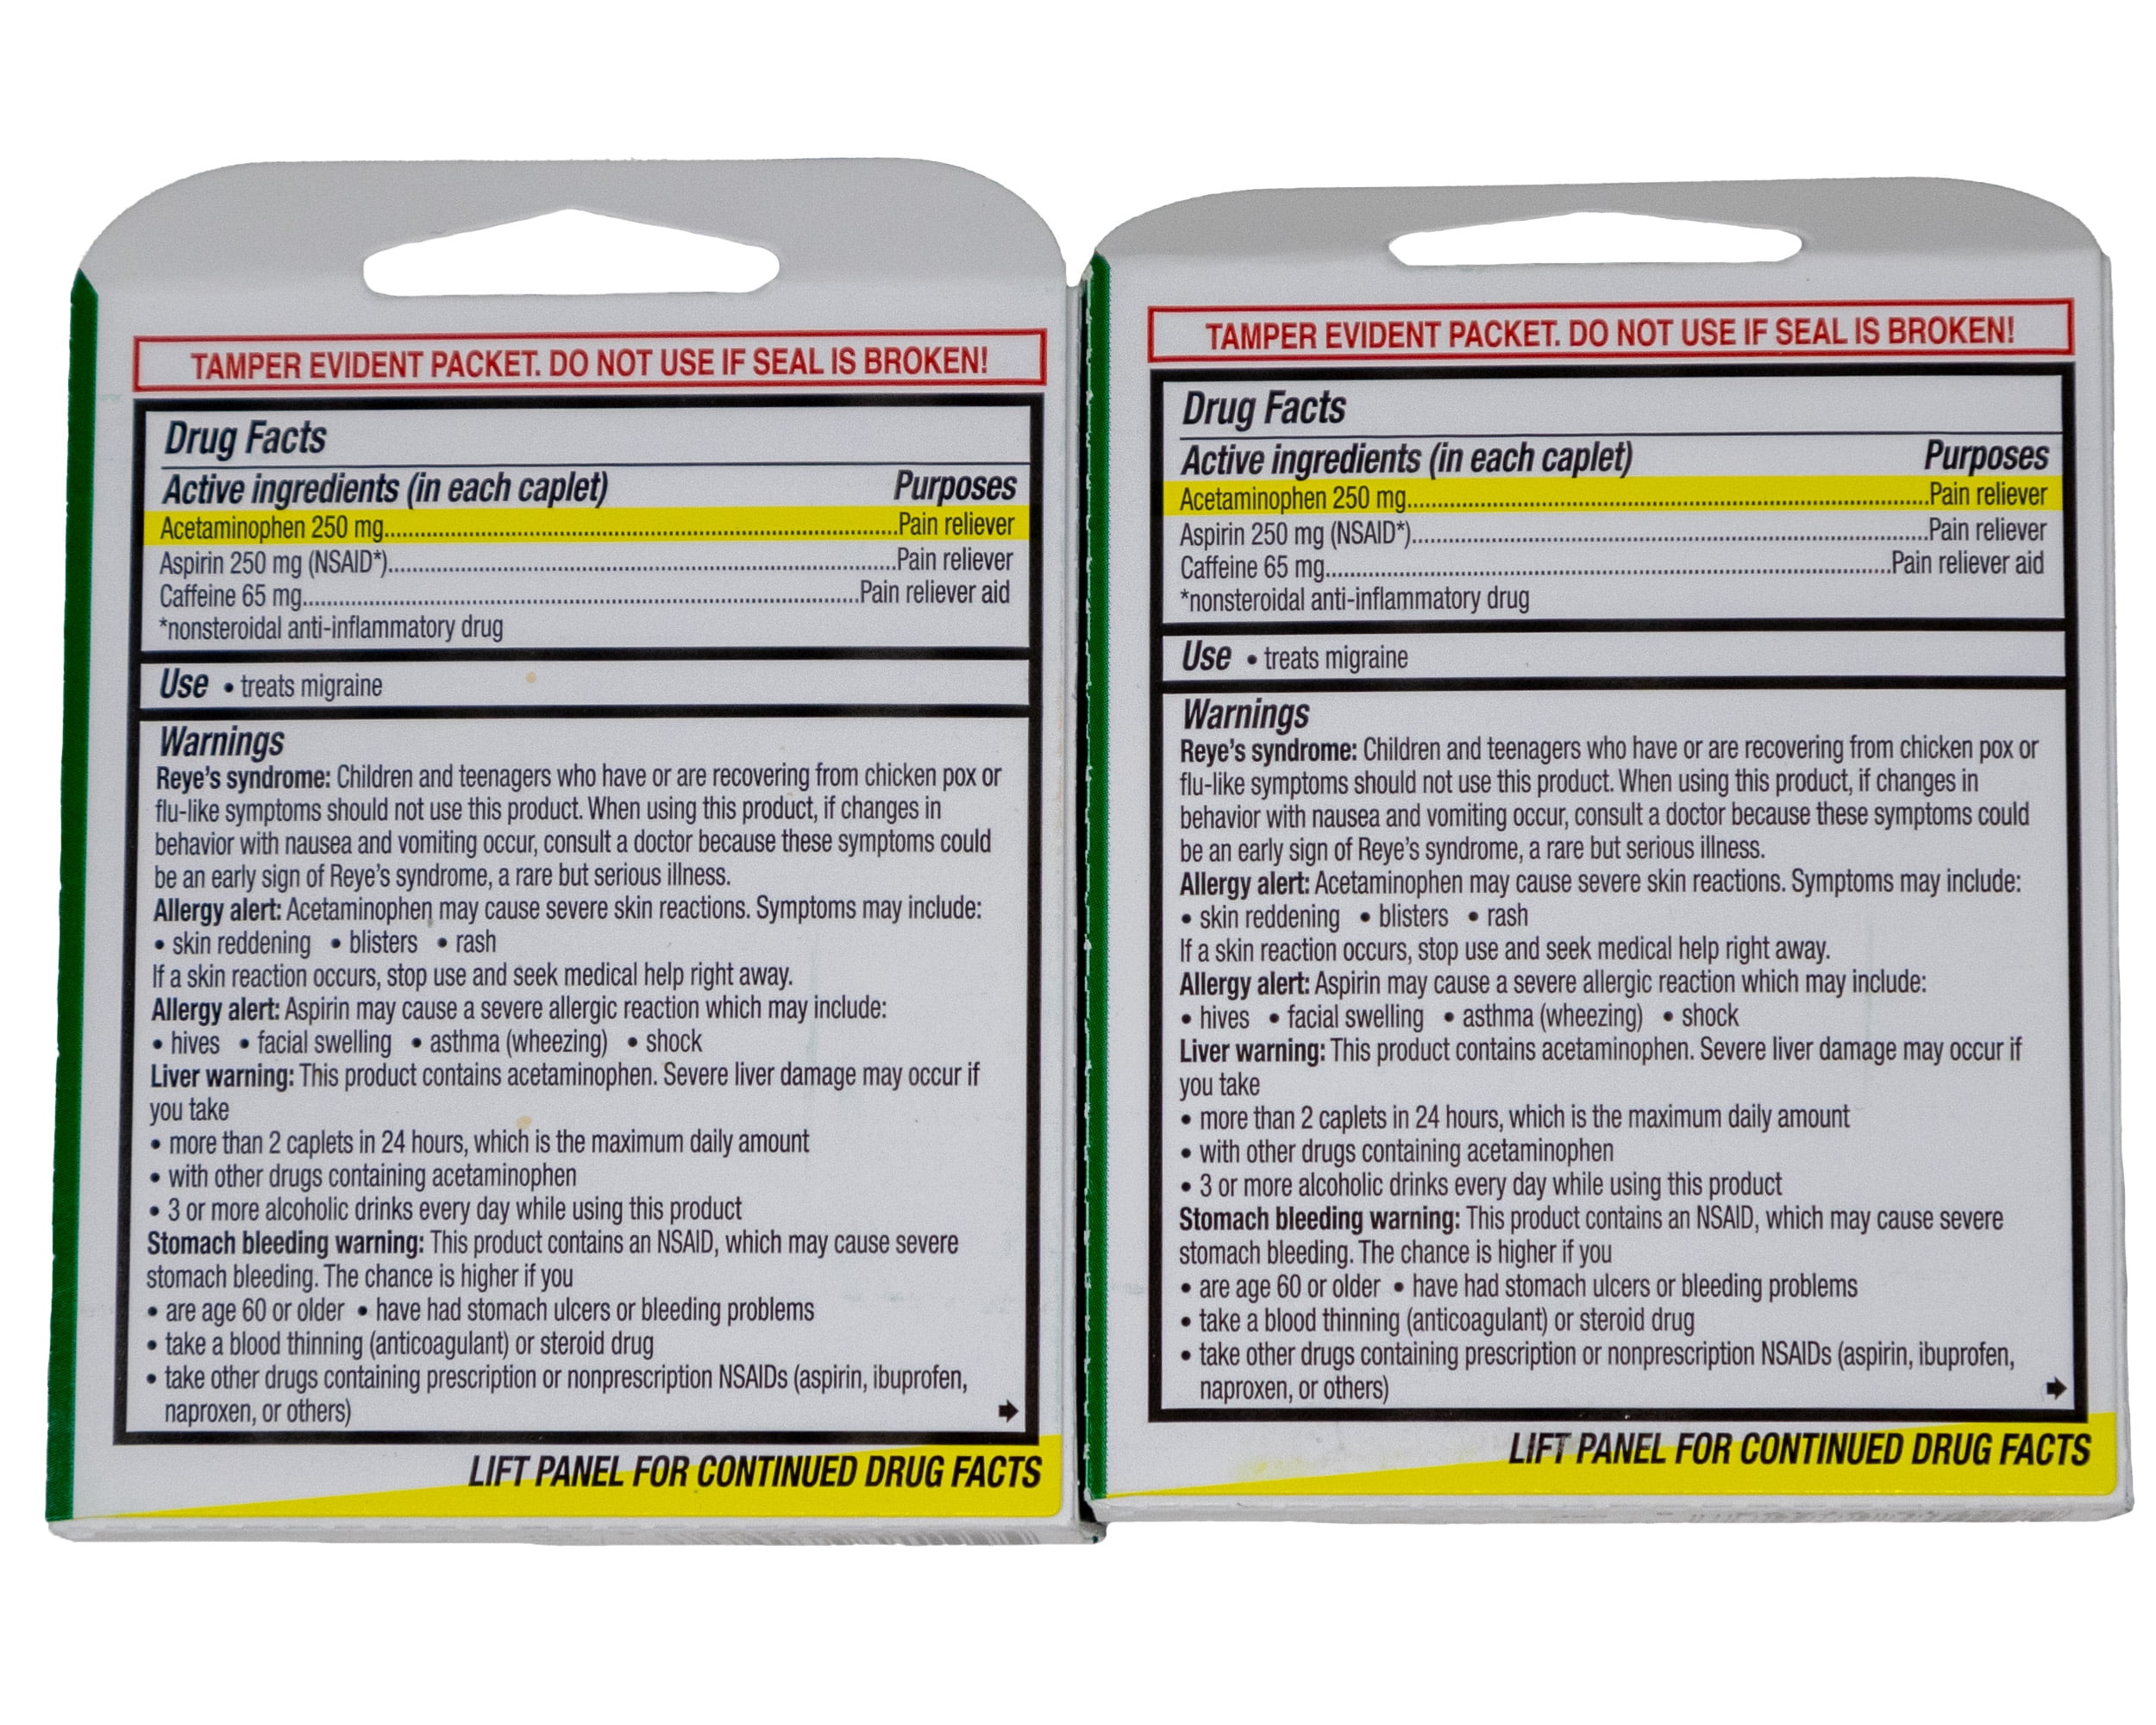 TAMPER EVIDENT PACKET. DO NOT USE IF SEAL IS BROKEN!
Drug Facts
Active ingredients (in each caplet) Purposes
Acetaminophen 250 mg..........Pain reliever
Aspirin 250 mg (NSAID*)..........Pain reliever
Caffeine 65 mg..........Pain reliever aid
*nonsteroidal anti-inflammatory drug
Use • treats migraine
Warnings
Reye's syndrome: Children and teenagers who have or are recovering from chicken pox or
flu-like symptoms should not use this product. When using this product, if changes in
behavior with nausea and vomiting occur, consult a doctor because these symptoms could
be an early sign of Reye's syndrome, a rare but serious illness.
Allergy alert: Acetaminophen may cause severe skin reactions. Symptoms may include:
• skin reddening • blisters • rash
If a skin reaction occurs, stop use and seek medical help right away.
Allergy alert: Aspirin may cause a severe allergic reaction which may include:
• hives • facial swelling • asthma (wheezing) • shock
Liver warning: This product contains acetaminophen. Severe liver damage may occur if
you take
• more than 2 caplets in 24 hours, which is the maximum daily amount
• with other drugs containing acetaminophen
• 3 or more alcoholic drinks every day while using this product
Stomach bleeding warning: This product contains an NSAID, which may cause severe
stomach bleeding. The chance is higher if you
• are age 60 or older • have had stomach ulcers or bleeding problems
• take a blood thinning (anticoagulant) or steroid drug
• take other drugs containing prescription or nonprescription NSAIDs (aspirin, ibuprofen,
naproxen, or others)
LIFT PANEL FOR CONTINUED DRUG FACTS
TAMPER EVIDENT PACKET. DO NOT USE IF SEAL IS BROKEN!
Drug Facts
Active ingredients (in each caplet) Purposes
Acetaminophen 250 mg..........Pain reliever
Aspirin 250 mg (NSAID*)..........Pain reliever
Caffeine 65 mg..........Pain reliever aid
*nonsteroidal anti-inflammatory drug
Use • treats migraine
Warnings
Reye's syndrome: Children and teenagers who have or are recovering from chicken pox or
flu-like symptoms should not use this product. When using this product, if changes in
behavior with nausea and vomiting occur, consult a doctor because these symptoms could
be an early sign of Reye's syndrome, a rare but serious illness.
Allergy alert: Acetaminophen may cause severe skin reactions. Symptoms may include:
• skin reddening • blisters • rash
If a skin reaction occurs, stop use and seek medical help right away.
Allergy alert: Aspirin may cause a severe allergic reaction which may include:
• hives • facial swelling • asthma (wheezing) • shock
Liver warning: This product contains acetaminophen. Severe liver damage may occur if
you take
• more than 2 caplets in 24 hours, which is the maximum daily amount
• with other drugs containing acetaminophen
• 3 or more alcoholic drinks every day while using this product
Stomach bleeding warning: This product contains an NSAID, which may cause severe
stomach bleeding. The chance is higher if you
• are age 60 or older • have had stomach ulcers or bleeding problems
• take a blood thinning (anticoagulant) or steroid drug
• take other drugs containing prescription or nonprescription NSAIDs (aspirin, ibuprofen,
naproxen, or others)
LIFT PANEL FOR CONTINUED DRUG FACTS